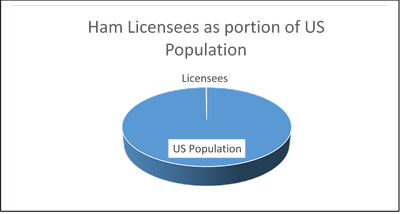 Ham Licensees as portion of US
Population
Licensees
US Population